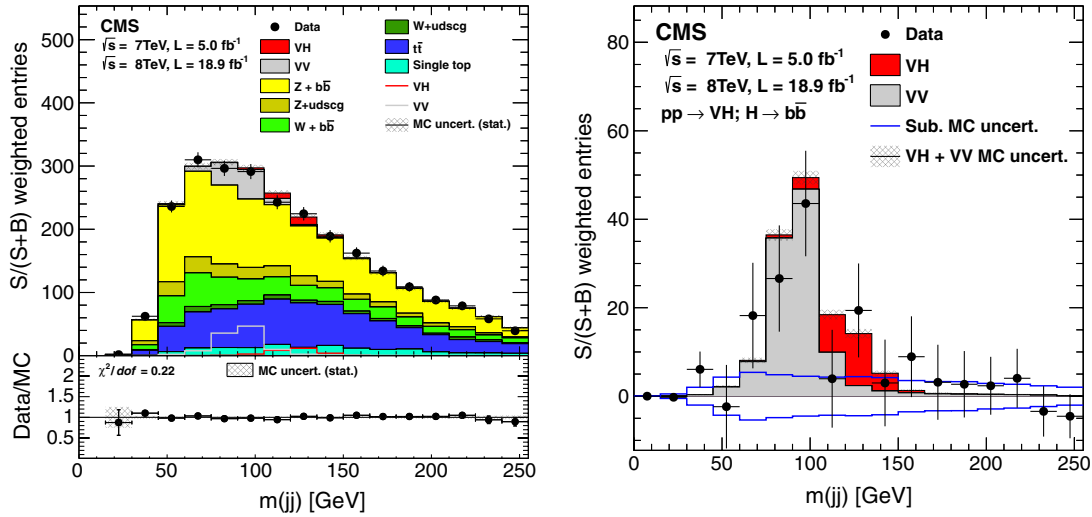 CMS
√s = 7TeV, L = 5.0 fb⁻¹
√s = 8TeV, L = 18.9 fb⁻¹
Data
VH
VV
Z + bb̅
Z+udscg
W + bb̅
W+udscg
tt̅
Single top
VH
VV
MC uncert. (stat.)
S/(S+B) weighted entries
500
400
300
200
100
0
χ²/dof = 0.22
MC uncert. (stat.)
Data/MC
2
1.5
1
0.5
0 50 100 150 200 250
m(jj) [GeV]
CMS
√s = 7TeV, L = 5.0 fb⁻¹
√s = 8TeV, L = 18.9 fb⁻¹
pp → VH; H → bb̅
Data
VH
VV
Sub. MC uncert.
VH + VV MC uncert.
S/(S+B) weighted entries
80
60
40
20
0
0 50 100 150 200 250
m(jj) [GeV]